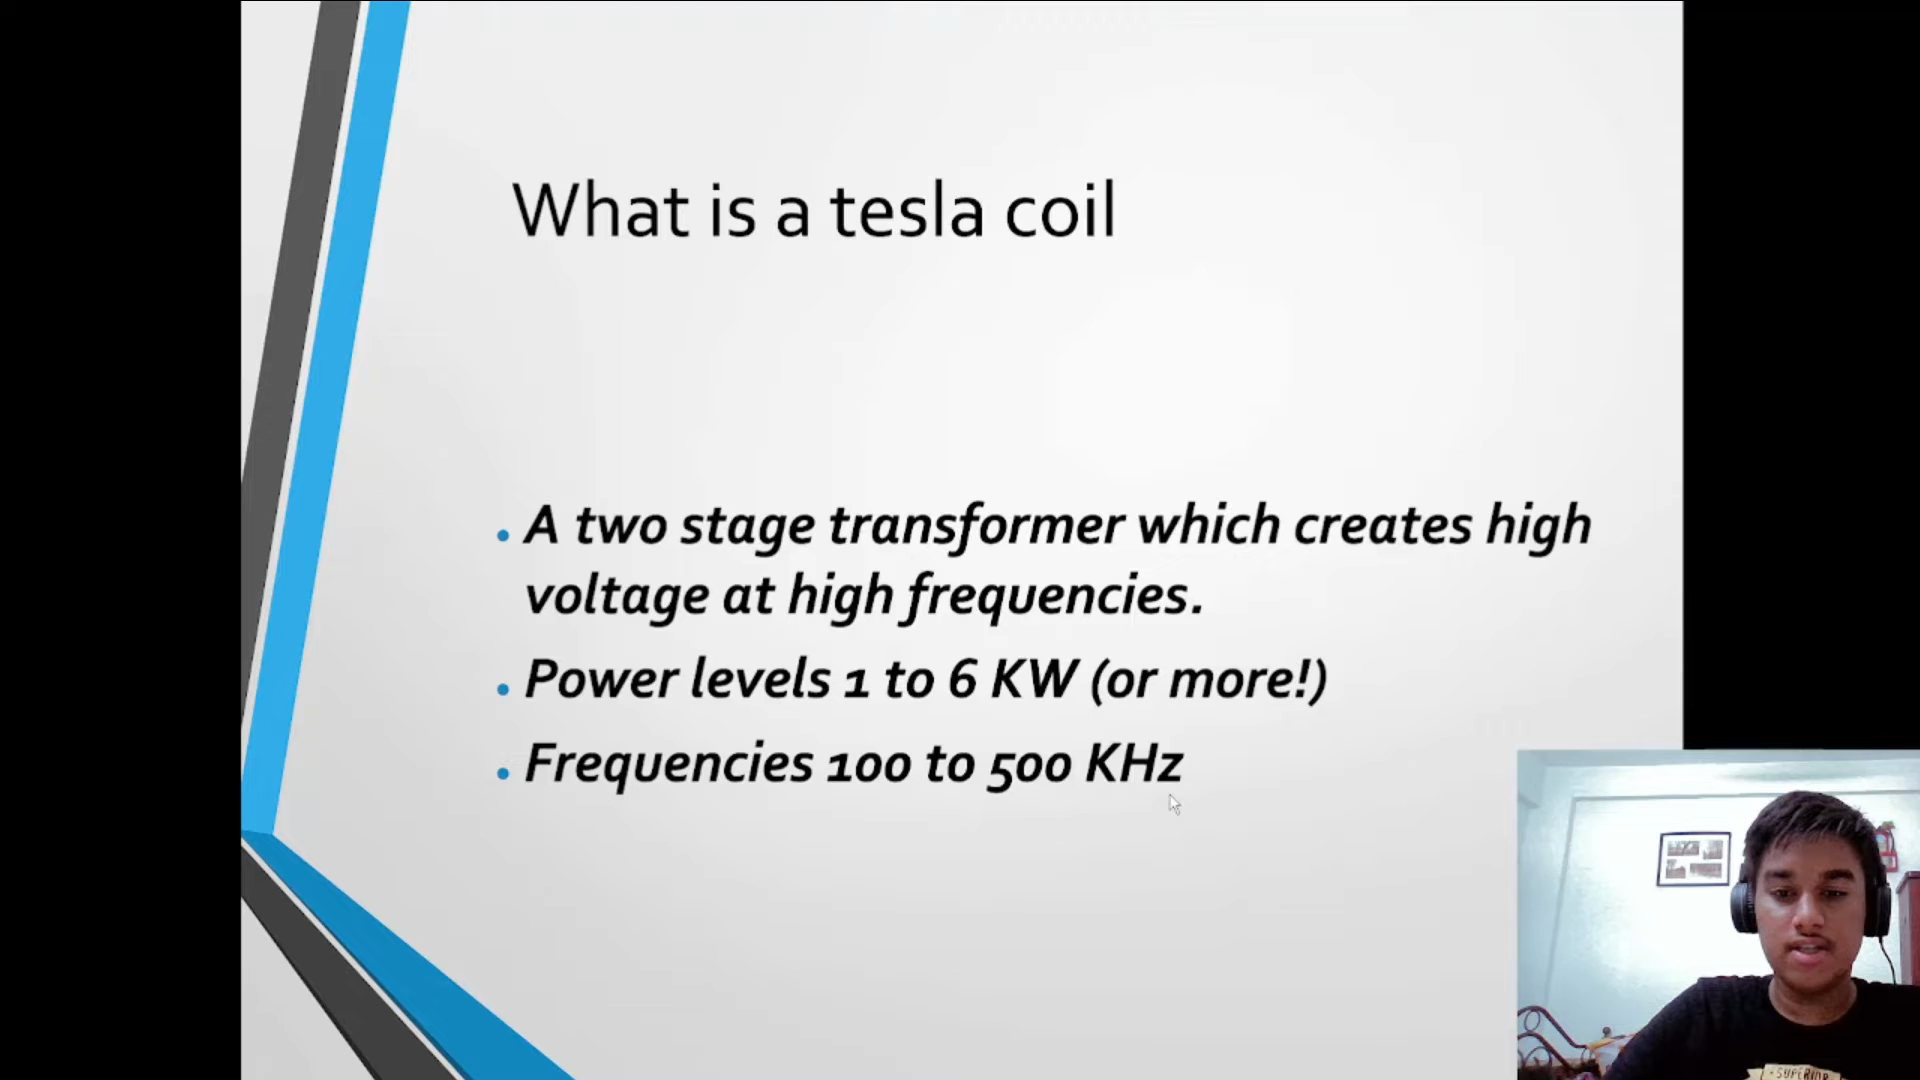 What is a tesla coil
• A two stage transformer which creates high
voltage at high frequencies.
• Power levels 1 to 6 KW (or more!)
• Frequencies 100 to 500 KHz
SUPERIOR